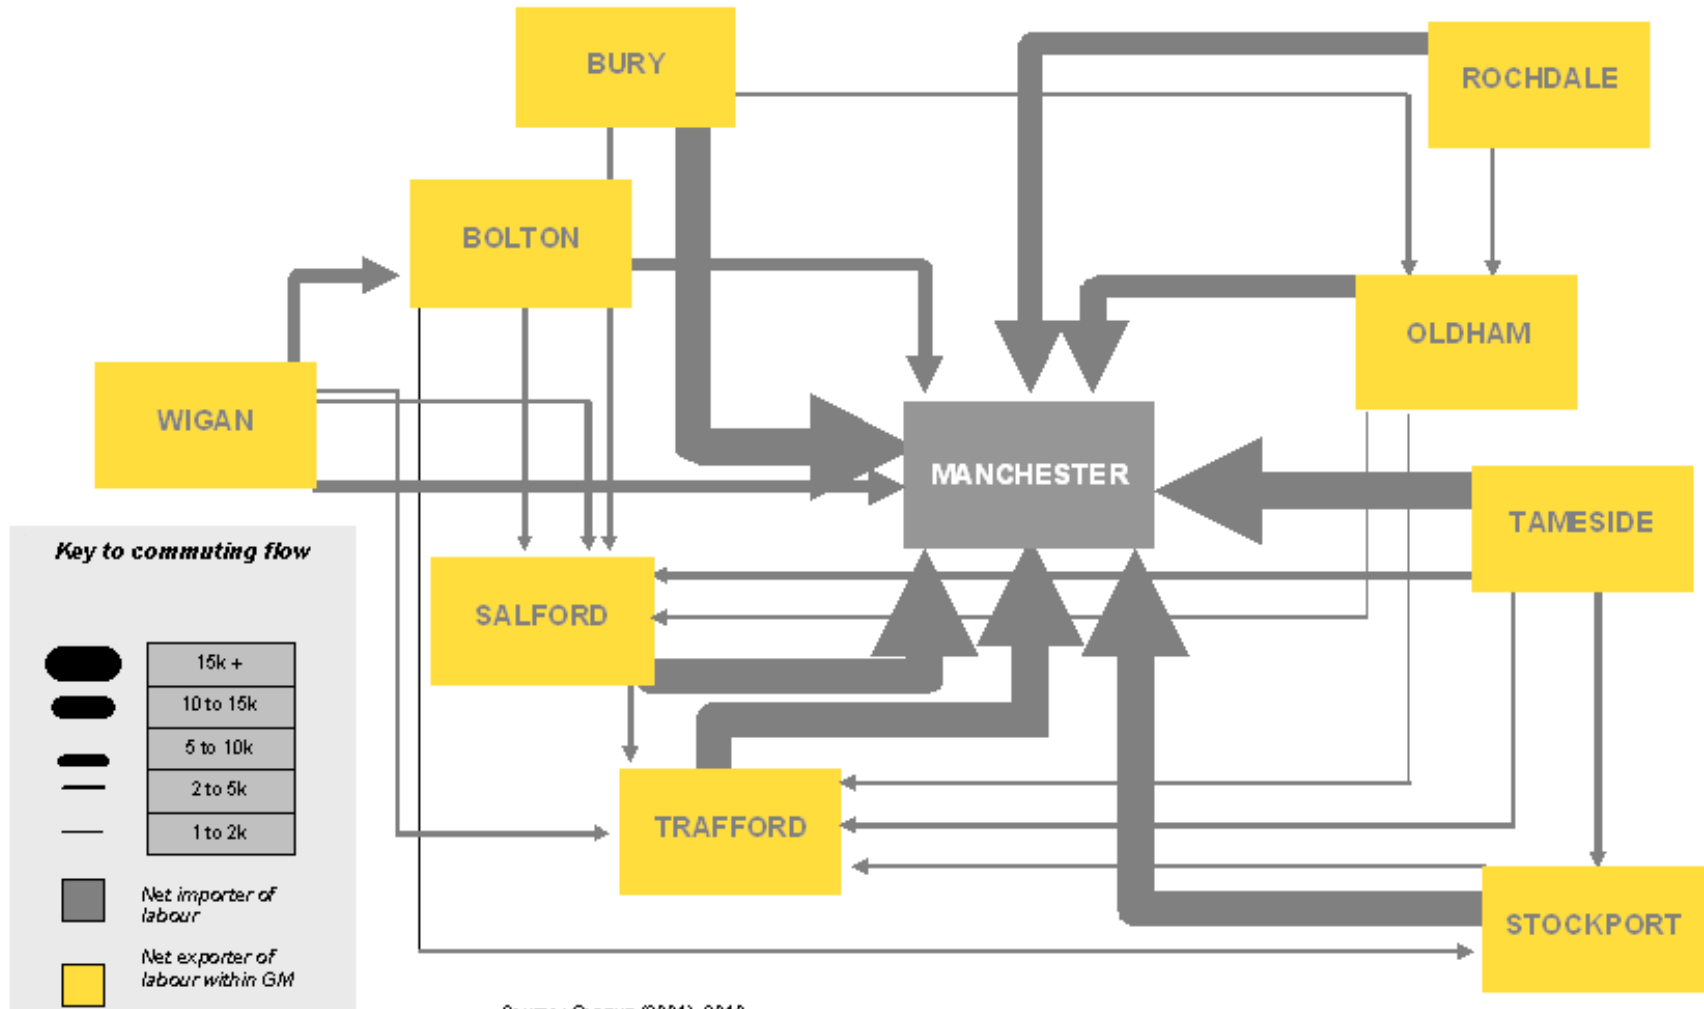 BURY
ROCHDALE
BOLTON
OLDHAM
WIGAN
MANCHESTER
TAMESIDE
Key to commuting flow
SALFORD
15k +
10 to 15k
5 to 10k
2 to 5k
1 to 2k
TRAFFORD
Net importer of
labour
STOCKPORT
Net exporter of
labour within GM